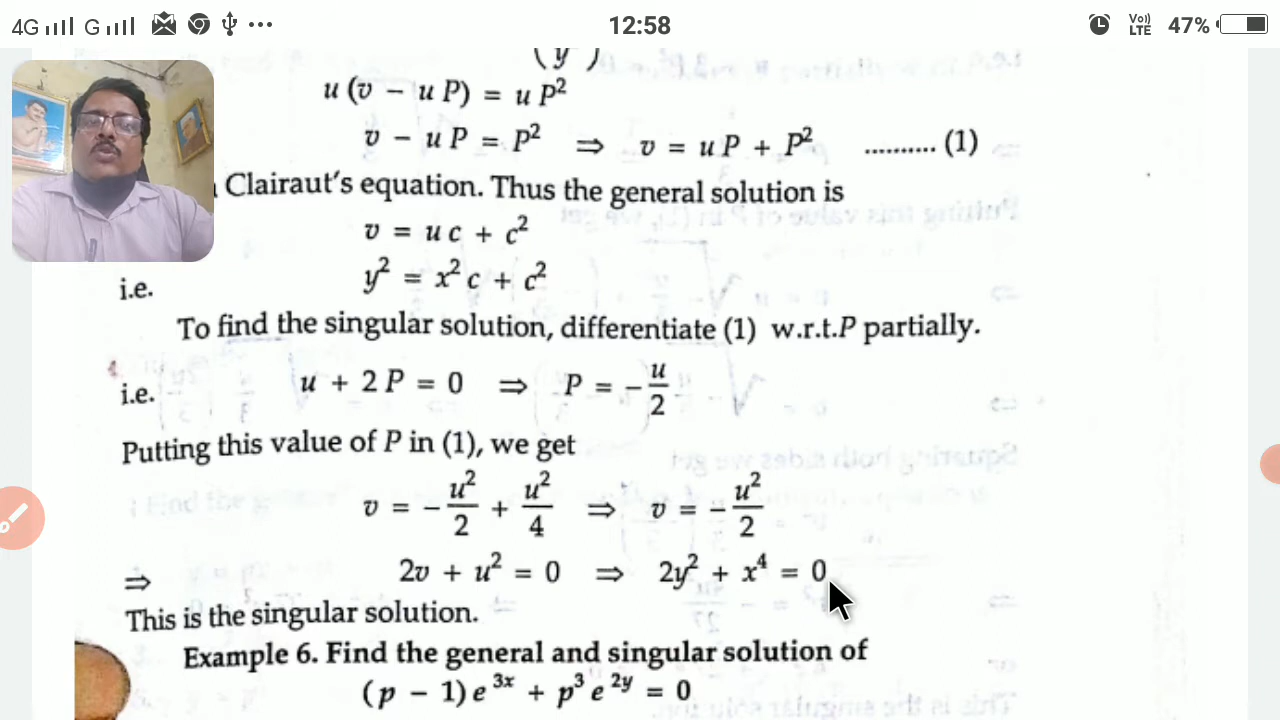 4G G ... 12:58 Vo)) LTE 47%
( y )
u (v − u P) = u P²
v − u P = P² ⇒ v = u P + P² .......... (1)
Clairaut's equation. Thus the general solution is
v = u c + c²
i.e. y² = x² c + c²
To find the singular solution, differentiate (1) w.r.t.P partially.
i.e. u + 2 P = 0 ⇒ P = − u/2
Putting this value of P in (1), we get
v = − u²/2 + u²/4 ⇒ v = − u²/2
⇒ 2v + u² = 0 ⇒ 2y² + x⁴ = 0
This is the singular solution.
Example 6. Find the general and singular solution of
(p − 1) e ³ˣ + p³ e ²ʸ = 0